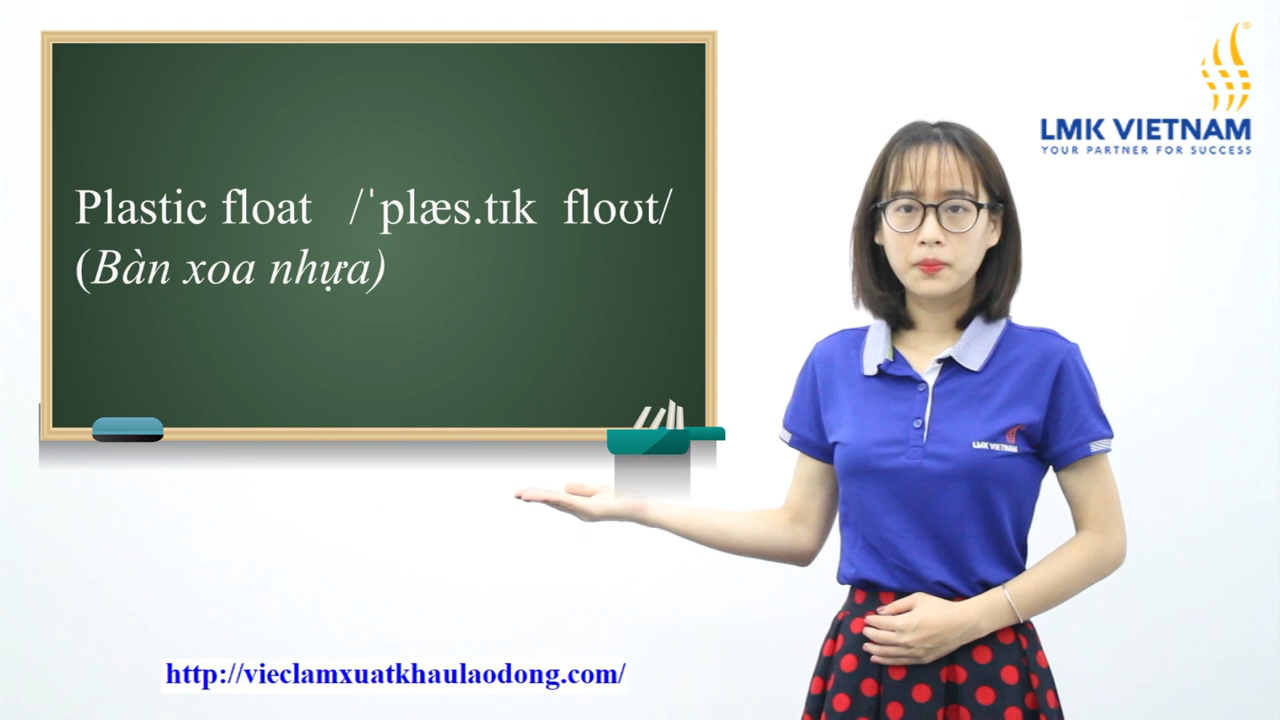 Plastic float /ˈplæs.tɪk floʊt/
(Bàn xoa nhựa)
LMK VIETNAM
YOUR PARTNER FOR SUCCESS
LMK VIETNAM
http://vieclamxuatkhaulaodong.com/